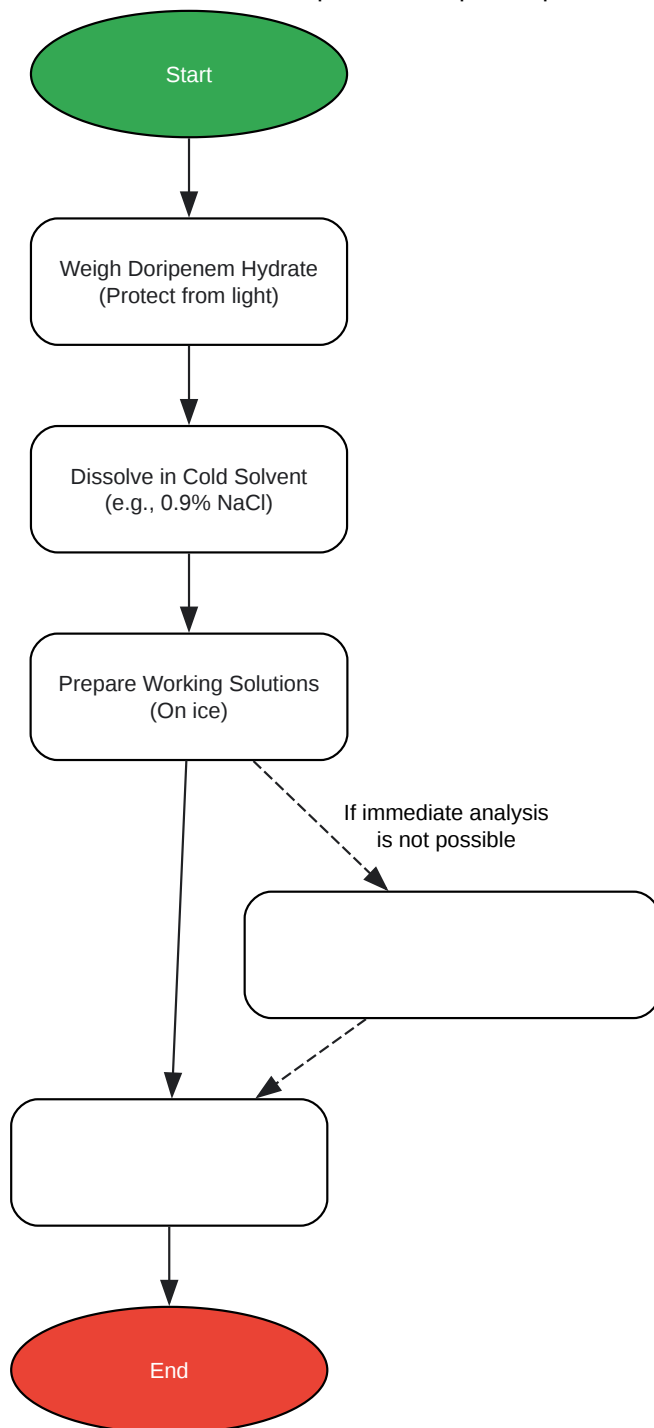 Start
Weigh Doripenem Hydrate
(Protect from light)
Dissolve in Cold Solvent
(e.g., 0.9% NaCl)
Prepare Working Solutions
(On ice)
If immediate analysis
is not possible
End